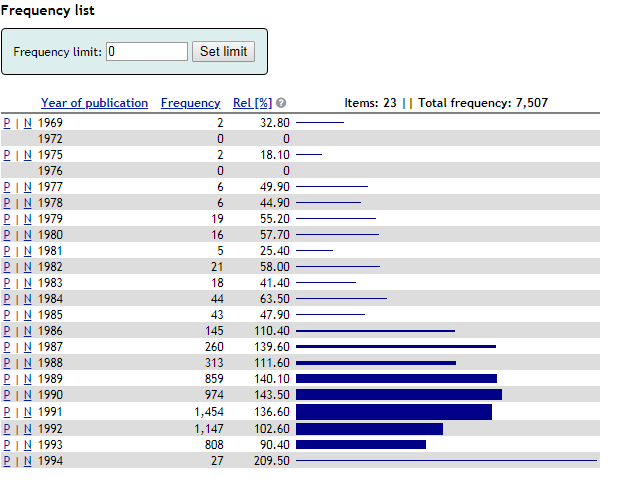 Frequency list
Frequency limit: 0 Set limit
Year of publication Frequency Rel [%] ? Items: 23 || Total frequency: 7,507
P | N 1969 2 32.80
1972 0 0
P | N 1975 2 18.10
1976 0 0
P | N 1977 6 49.90
P | N 1978 6 44.90
P | N 1979 19 55.20
P | N 1980 16 57.70
P | N 1981 5 25.40
P | N 1982 21 58.00
P | N 1983 18 41.40
P | N 1984 44 63.50
P | N 1985 43 47.90
P | N 1986 145 110.40
P | N 1987 260 139.60
P | N 1988 313 111.60
P | N 1989 859 140.10
P | N 1990 974 143.50
P | N 1991 1,454 136.60
P | N 1992 1,147 102.60
P | N 1993 808 90.40
P | N 1994 27 209.50